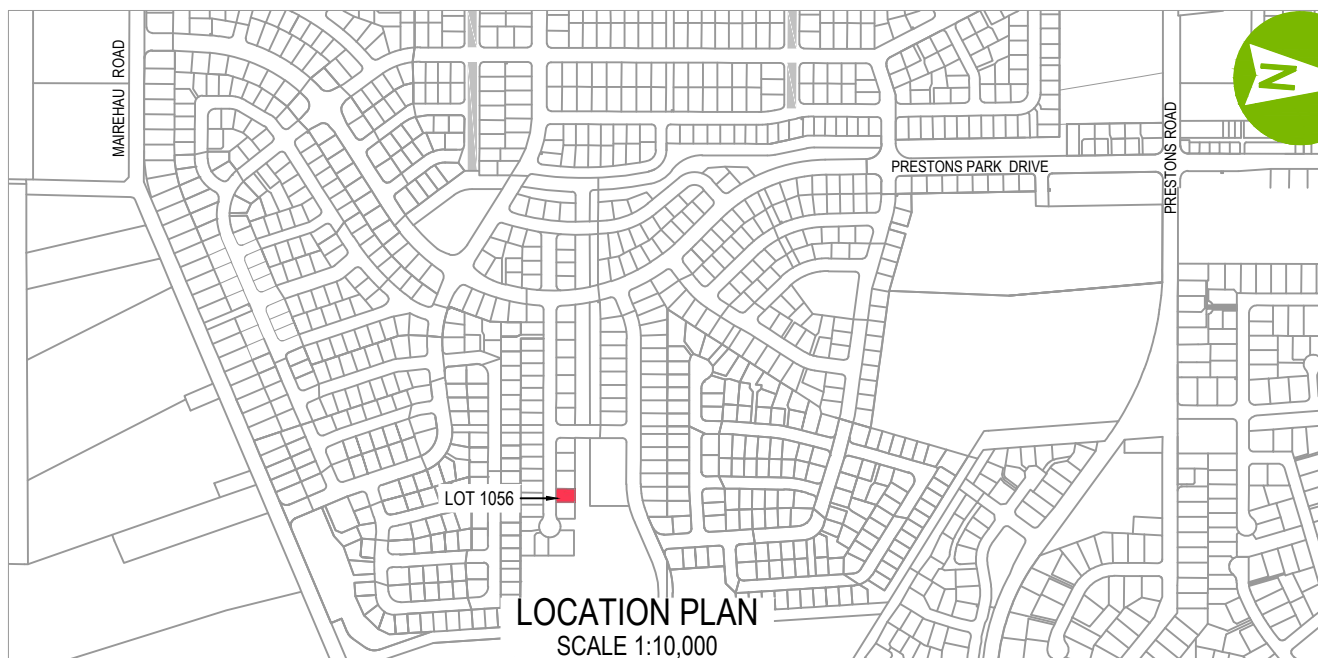 MAIREHAU ROAD
N
PRESTONS ROAD
PRESTONS PARK DRIVE
LOT 1056
LOCATION PLAN
SCALE 1:10,000